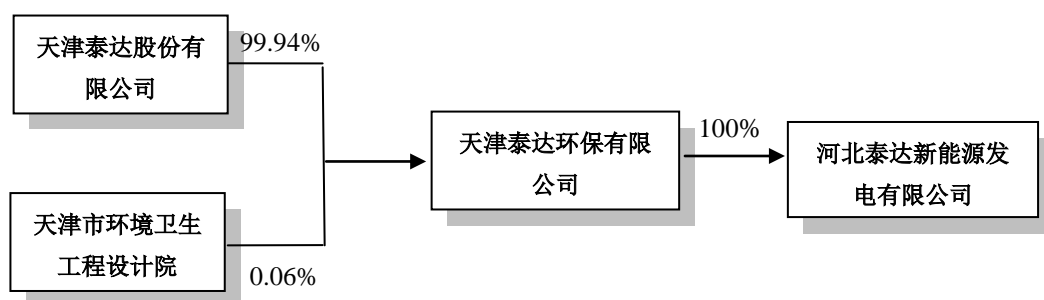 天津泰达股份有
限公司
99.94%
天津市环境卫生
工程设计院
0.06%
天津泰达环保有限
公司
100%
河北泰达新能源发
电有限公司